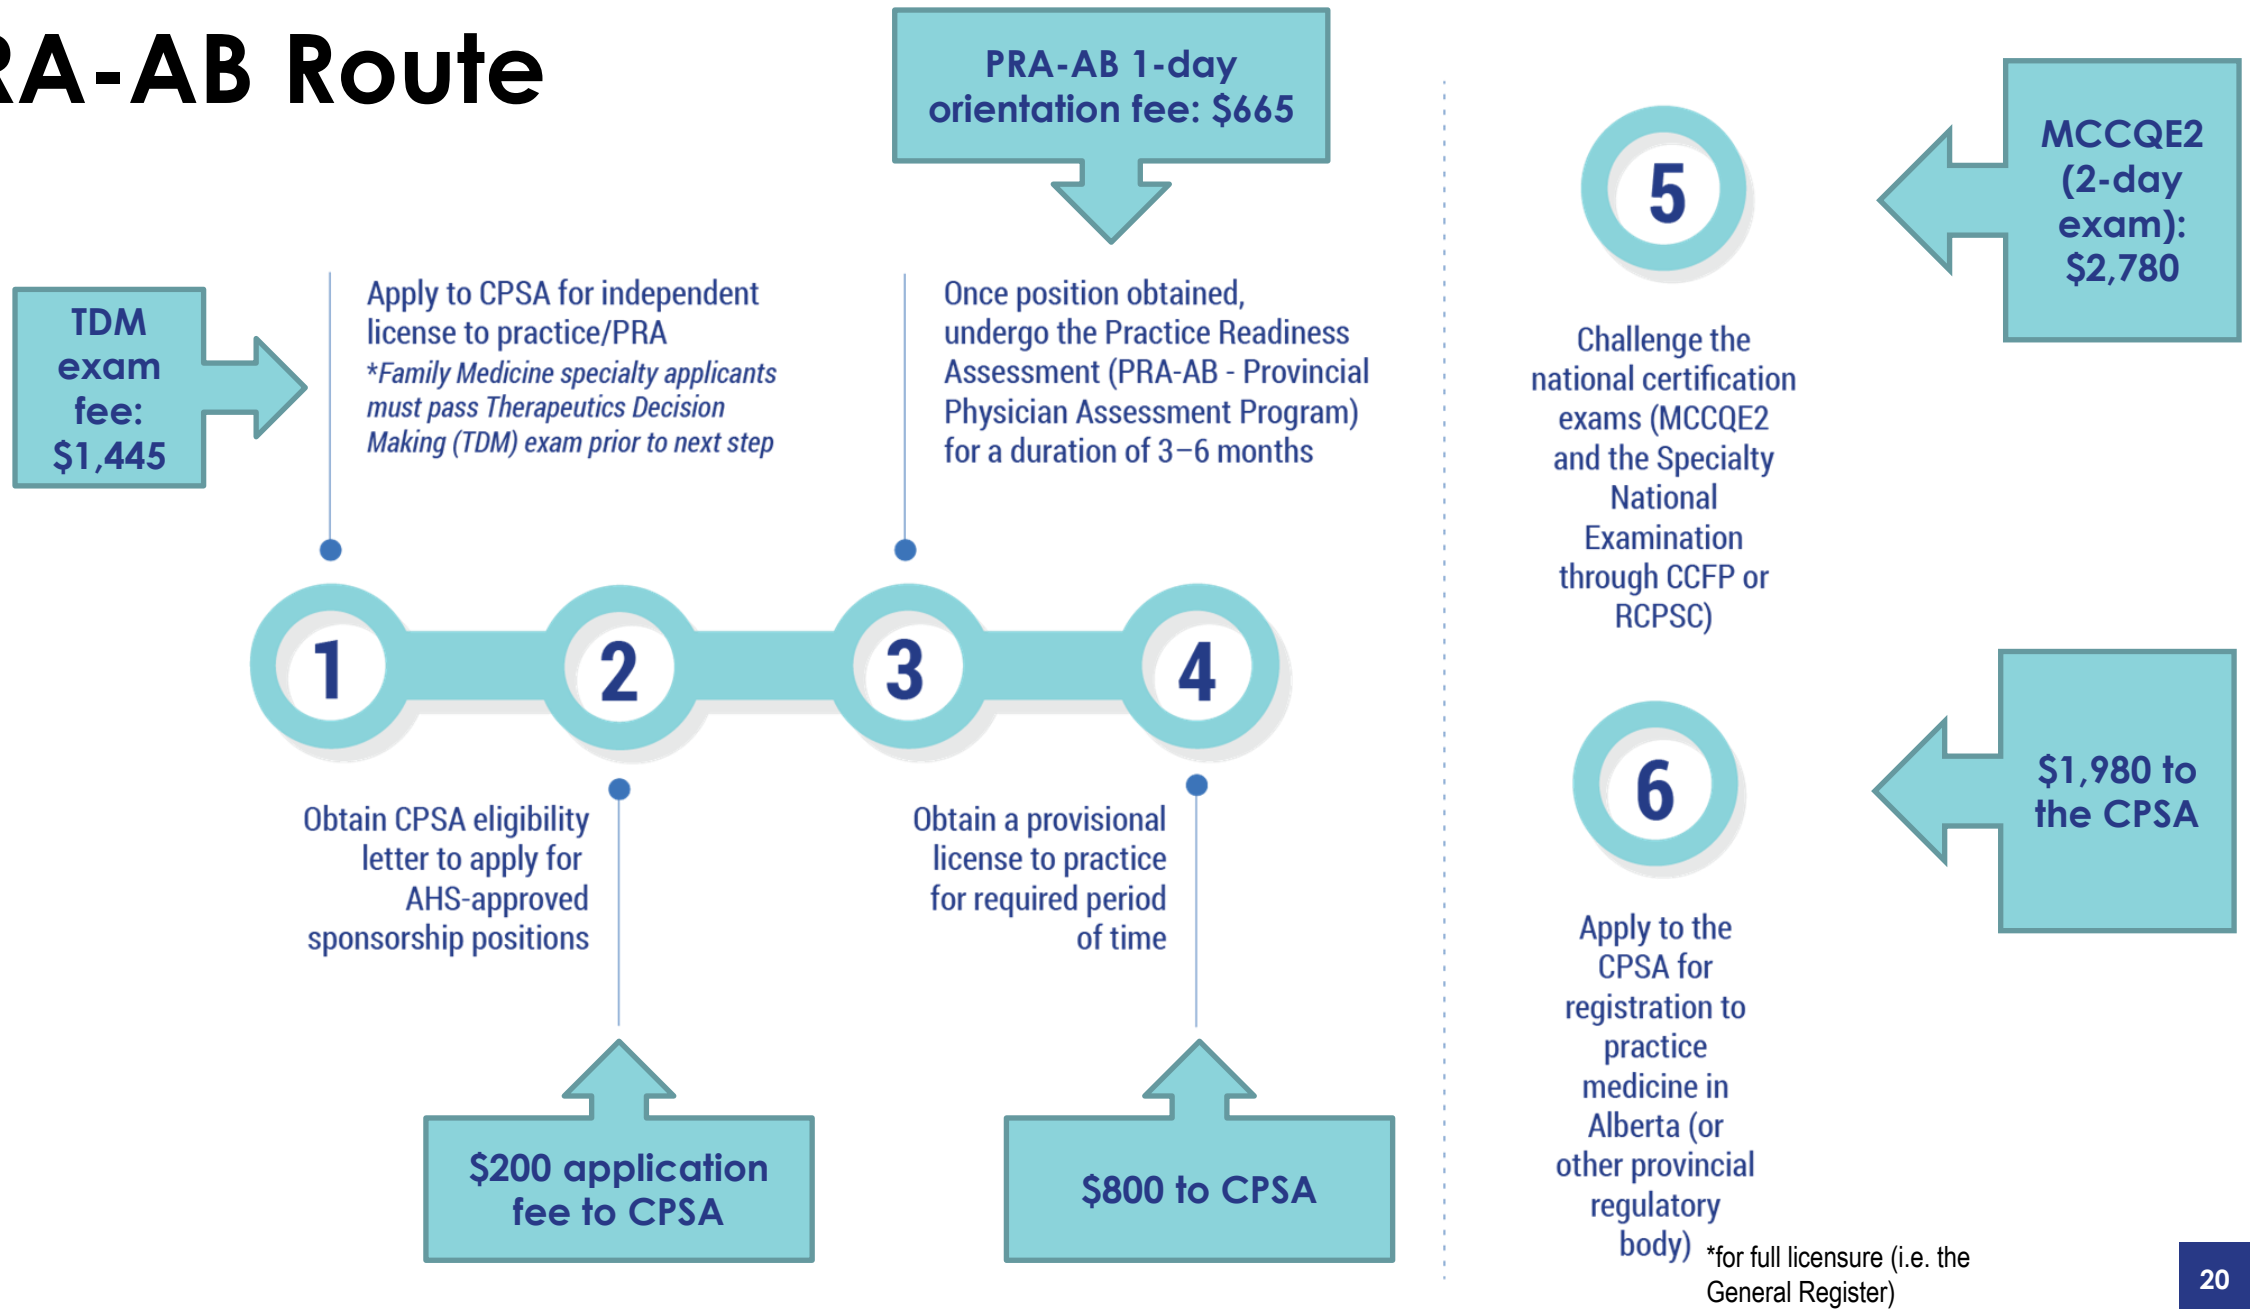 RA-AB Route
PRA-AB 1-day
orientation fee: $665
TDM
exam
fee:
$1,445
Apply to CPSA for independent
license to practice/PRA
*Family Medicine specialty applicants
must pass Therapeutics Decision
Making (TDM) exam prior to next step
Once position obtained,
undergo the Practice Readiness
Assessment (PRA-AB - Provincial
Physician Assessment Program)
for a duration of 3–6 months
1
2
3
4
Obtain CPSA eligibility
letter to apply for
AHS-approved
sponsorship positions
Obtain a provisional
license to practice
for required period
of time
$200 application
fee to CPSA
$800 to CPSA
5
MCCQE2
(2-day
exam):
$2,780
Challenge the
national certification
exams (MCCQE2
and the Specialty
National
Examination
through CCFP or
RCPSC)
6
$1,980 to
the CPSA
Apply to the
CPSA for
registration to
practice
medicine in
Alberta (or
other provincial
regulatory
body)
*for full licensure (i.e. the
General Register)
20